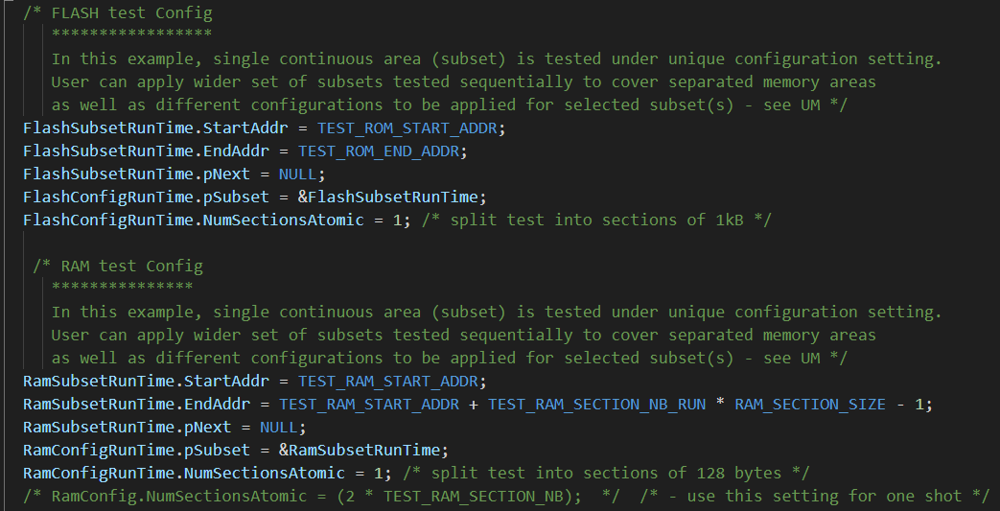 /* FLASH test Config
*****************
In this example, single continuous area (subset) is tested under unique configuration setting.
User can apply wider set of subsets tested sequentially to cover separated memory areas
as well as different configurations to be applied for selected subset(s) - see UM */
FlashSubsetRunTime.StartAddr = TEST_ROM_START_ADDR;
FlashSubsetRunTime.EndAddr = TEST_ROM_END_ADDR;
FlashSubsetRunTime.pNext = NULL;
FlashConfigRunTime.pSubset = &FlashSubsetRunTime;
FlashConfigRunTime.NumSectionsAtomic = 1; /* split test into sections of 1kB */
/* RAM test Config
***************
In this example, single continuous area (subset) is tested under unique configuration setting.
User can apply wider set of subsets tested sequentially to cover separated memory areas
as well as different configurations to be applied for selected subset(s) - see UM */
RamSubsetRunTime.StartAddr = TEST_RAM_START_ADDR;
RamSubsetRunTime.EndAddr = TEST_RAM_START_ADDR + TEST_RAM_SECTION_NB_RUN * RAM_SECTION_SIZE - 1;
RamSubsetRunTime.pNext = NULL;
RamConfigRunTime.pSubset = &RamSubsetRunTime;
RamConfigRunTime.NumSectionsAtomic = 1; /* split test into sections of 128 bytes */
/* RamConfig.NumSectionsAtomic = (2 * TEST_RAM_SECTION_NB);  */  /* - use this setting for one shot */